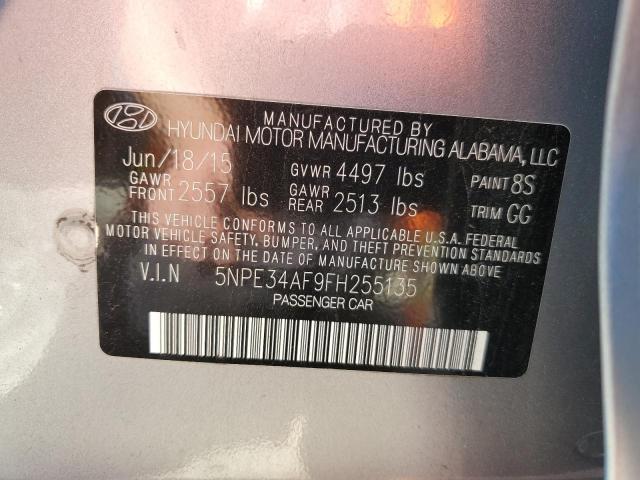 MANUFACTURED BY
HYUNDAI MOTOR MANUFACTURING ALABAMA, LLC
Jun/18/15 GVWR 4497 lbs PAINT 8S
GAWR FRONT 2557 lbs GAWR REAR 2513 lbs TRIM GG
THIS VEHICLE CONFORMS TO ALL APPLICABLE U.S.A. FEDERAL
MOTOR VEHICLE SAFETY, BUMPER, AND THEFT PREVENTION STANDARDS
IN EFFECT ON THE DATE OF MANUFACTURE SHOWN ABOVE.
V.I.N 5NPE34AF9FH255135
PASSENGER CAR